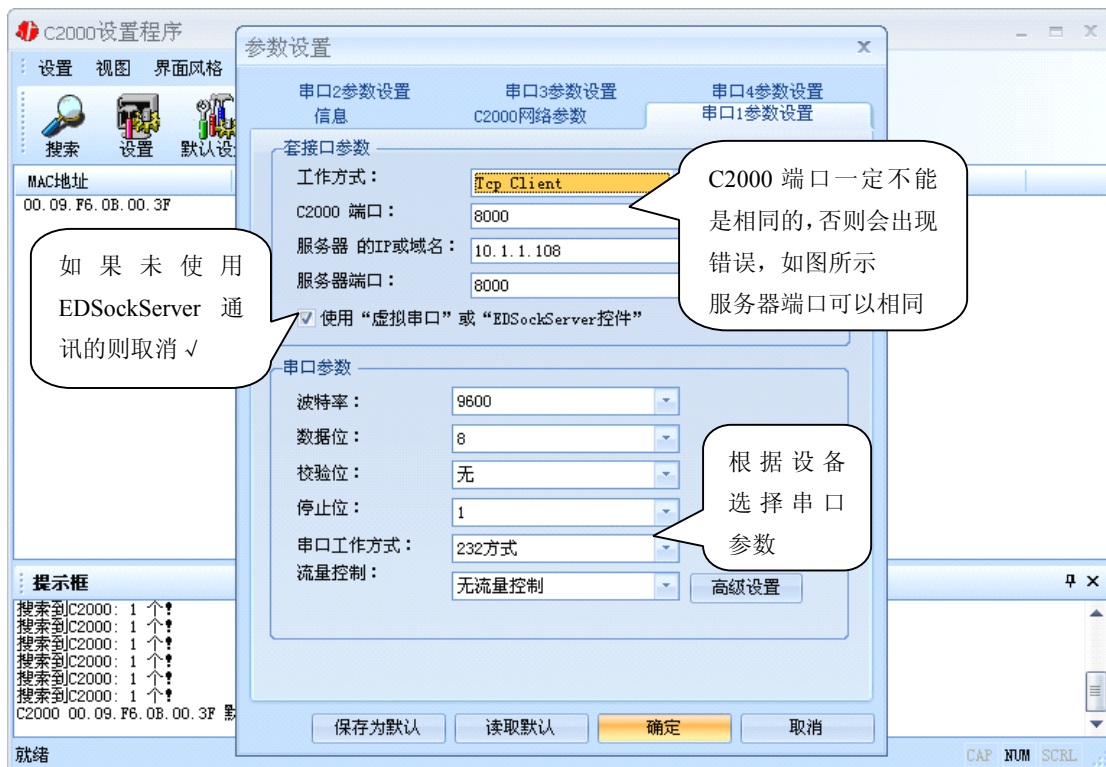 C2000设置程序
设置 视图 界面风格
搜索 设置 默认设
MAC地址
00.09.F6.0B.00.3F
参数设置
串口2参数设置 串口3参数设置 串口4参数设置
信息 C2000网络参数 串口1参数设置
套接口参数
工作方式： Tcp Client
C2000 端口： 8000
服务器 的IP或域名： 10.1.1.108
服务器端口： 8000
使用“虚拟串口”或“EDSockServer控件”
C2000 端口一定不能
是相同的，否则会出现
错误，如图所示
服务器端口可以相同
如果未使用
EDSockServer 通
讯的则取消 √
串口参数
波特率： 9600
数据位： 8
校验位： 无
停止位： 1
串口工作方式： 232方式
流量控制： 无流量控制
高级设置
根据设备
选择串口
参数
提示框
搜索到C2000: 1 个!
搜索到C2000: 1 个!
搜索到C2000: 1 个!
搜索到C2000: 1 个!
搜索到C2000: 1 个!
搜索到C2000: 1 个!
C2000 00.09.F6.0B.00.3F 默
保存为默认 读取默认 确定 取消
就绪
CAP NUM SCRL